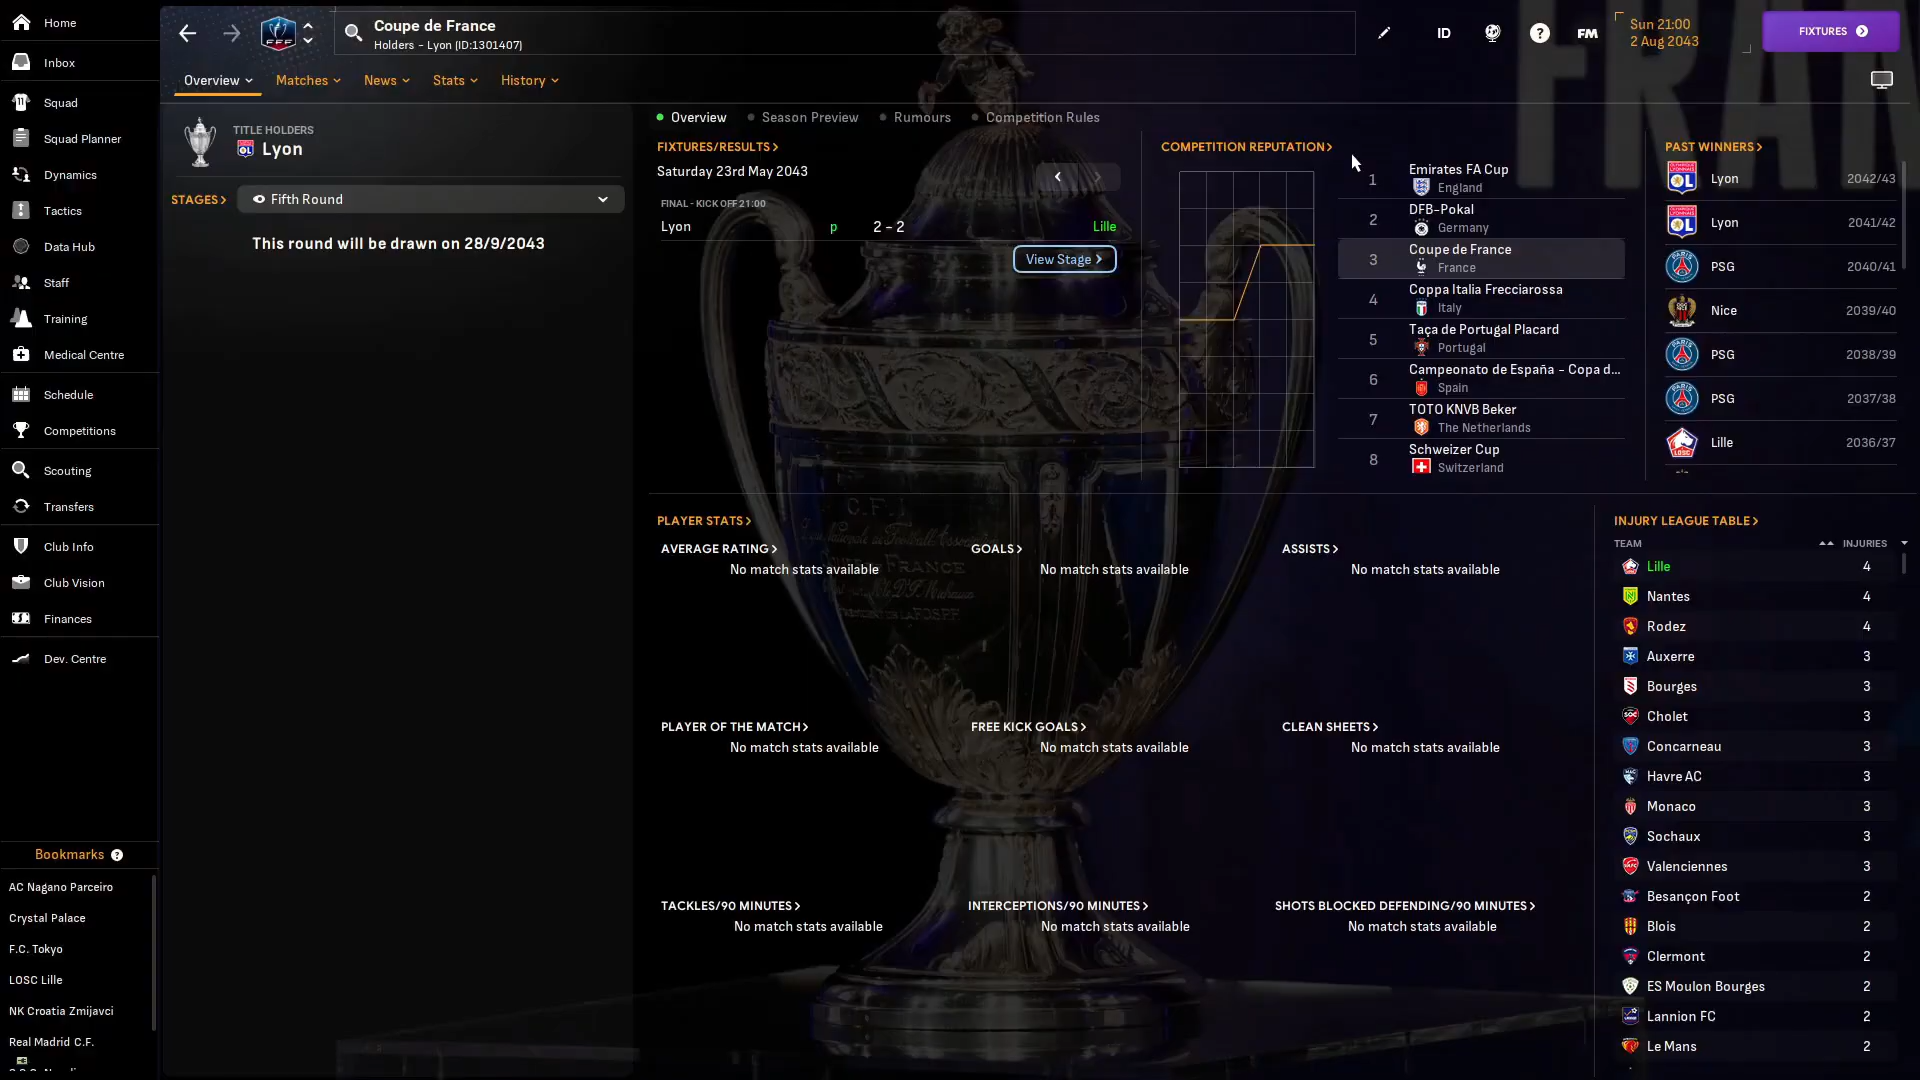 Home
Inbox
Squad
Squad Planner
Dynamics
Tactics
Data Hub
Staff
Training
Medical Centre
Schedule
Competitions
Scouting
Transfers
Club Info
Club Vision
Finances
Dev. Centre
Bookmarks ?
AC Nagano Parceiro
Crystal Palace
F.C. Tokyo
LOSC Lille
NK Croatia Zmijavci
Real Madrid C.F.
FFF
Coupe de France
Holders - Lyon (ID:1301407)
ID
?
FM
Sun 21:00
2 Aug 2043
FIXTURES
Overview
Matches
News
Stats
History
TITLE HOLDERS
Lyon
STAGES
Fifth Round
This round will be drawn on 28/9/2043
Overview
Season Preview
Rumours
Competition Rules
FIXTURES/RESULTS
Saturday 23rd May 2043
FINAL - KICK OFF 21:00
Lyon p 2 - 2 Lille
View Stage
COMPETITION REPUTATION
1 Emirates FA Cup
England
2 DFB-Pokal
Germany
3 Coupe de France
France
4 Coppa Italia Frecciarossa
Italy
5 Taça de Portugal Placard
Portugal
6 Campeonato de España - Copa d...
Spain
7 TOTO KNVB Beker
The Netherlands
8 Schweizer Cup
Switzerland
PAST WINNERS
Lyon 2042/43
Lyon 2041/42
PSG 2040/41
Nice 2039/40
PSG 2038/39
PSG 2037/38
Lille 2036/37
PLAYER STATS
AVERAGE RATING
No match stats available
GOALS
No match stats available
ASSISTS
No match stats available
PLAYER OF THE MATCH
No match stats available
FREE KICK GOALS
No match stats available
CLEAN SHEETS
No match stats available
TACKLES/90 MINUTES
No match stats available
INTERCEPTIONS/90 MINUTES
No match stats available
SHOTS BLOCKED DEFENDING/90 MINUTES
No match stats available
INJURY LEAGUE TABLE
TEAM INJURIES
Lille 4
Nantes 4
Rodez 4
Auxerre 3
Bourges 3
Cholet 3
Concarneau 3
Havre AC 3
Monaco 3
Sochaux 3
Valenciennes 3
Besançon Foot 2
Blois 2
Clermont 2
ES Moulon Bourges 2
Lannion FC 2
Le Mans 2